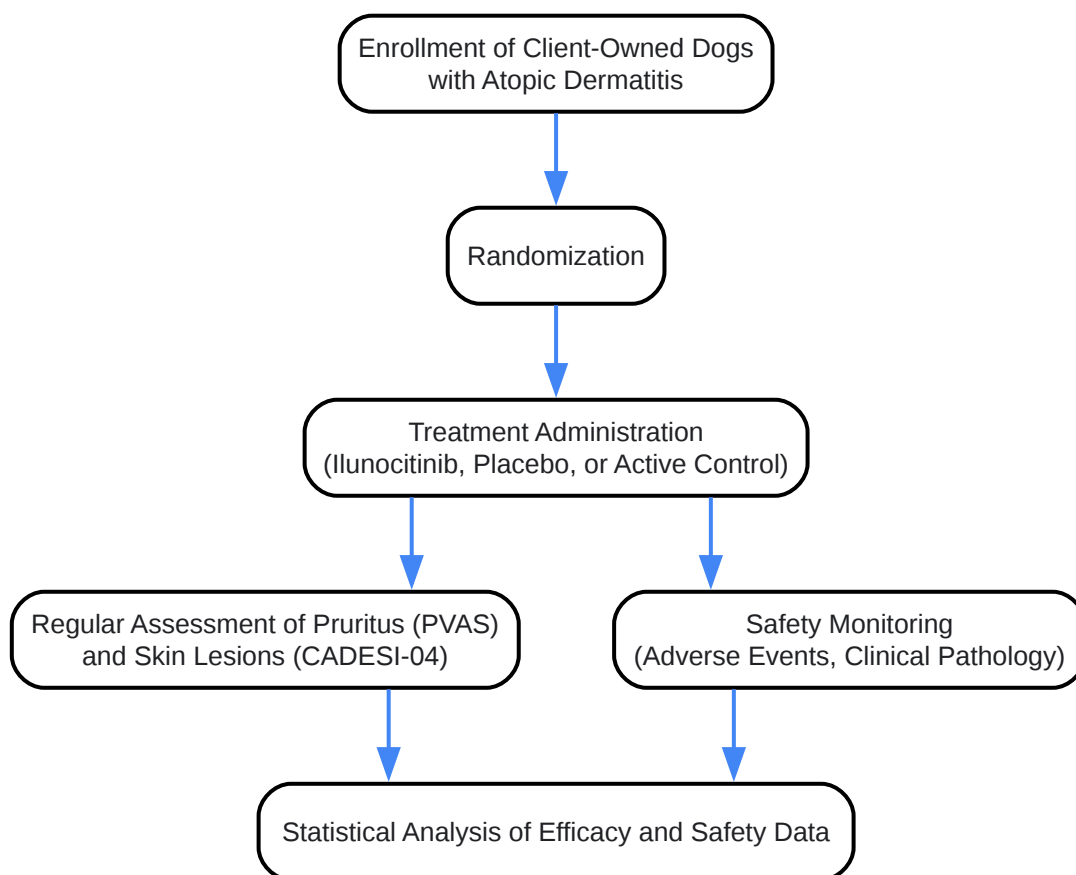 Enrollment of Client-Owned Dogs
with Atopic Dermatitis
Randomization
Treatment Administration
(Ilunocitinib, Placebo, or Active Control)
Regular Assessment of Pruritus (PVAS)
and Skin Lesions (CADESI-04)
Safety Monitoring
(Adverse Events, Clinical Pathology)
Statistical Analysis of Efficacy and Safety Data